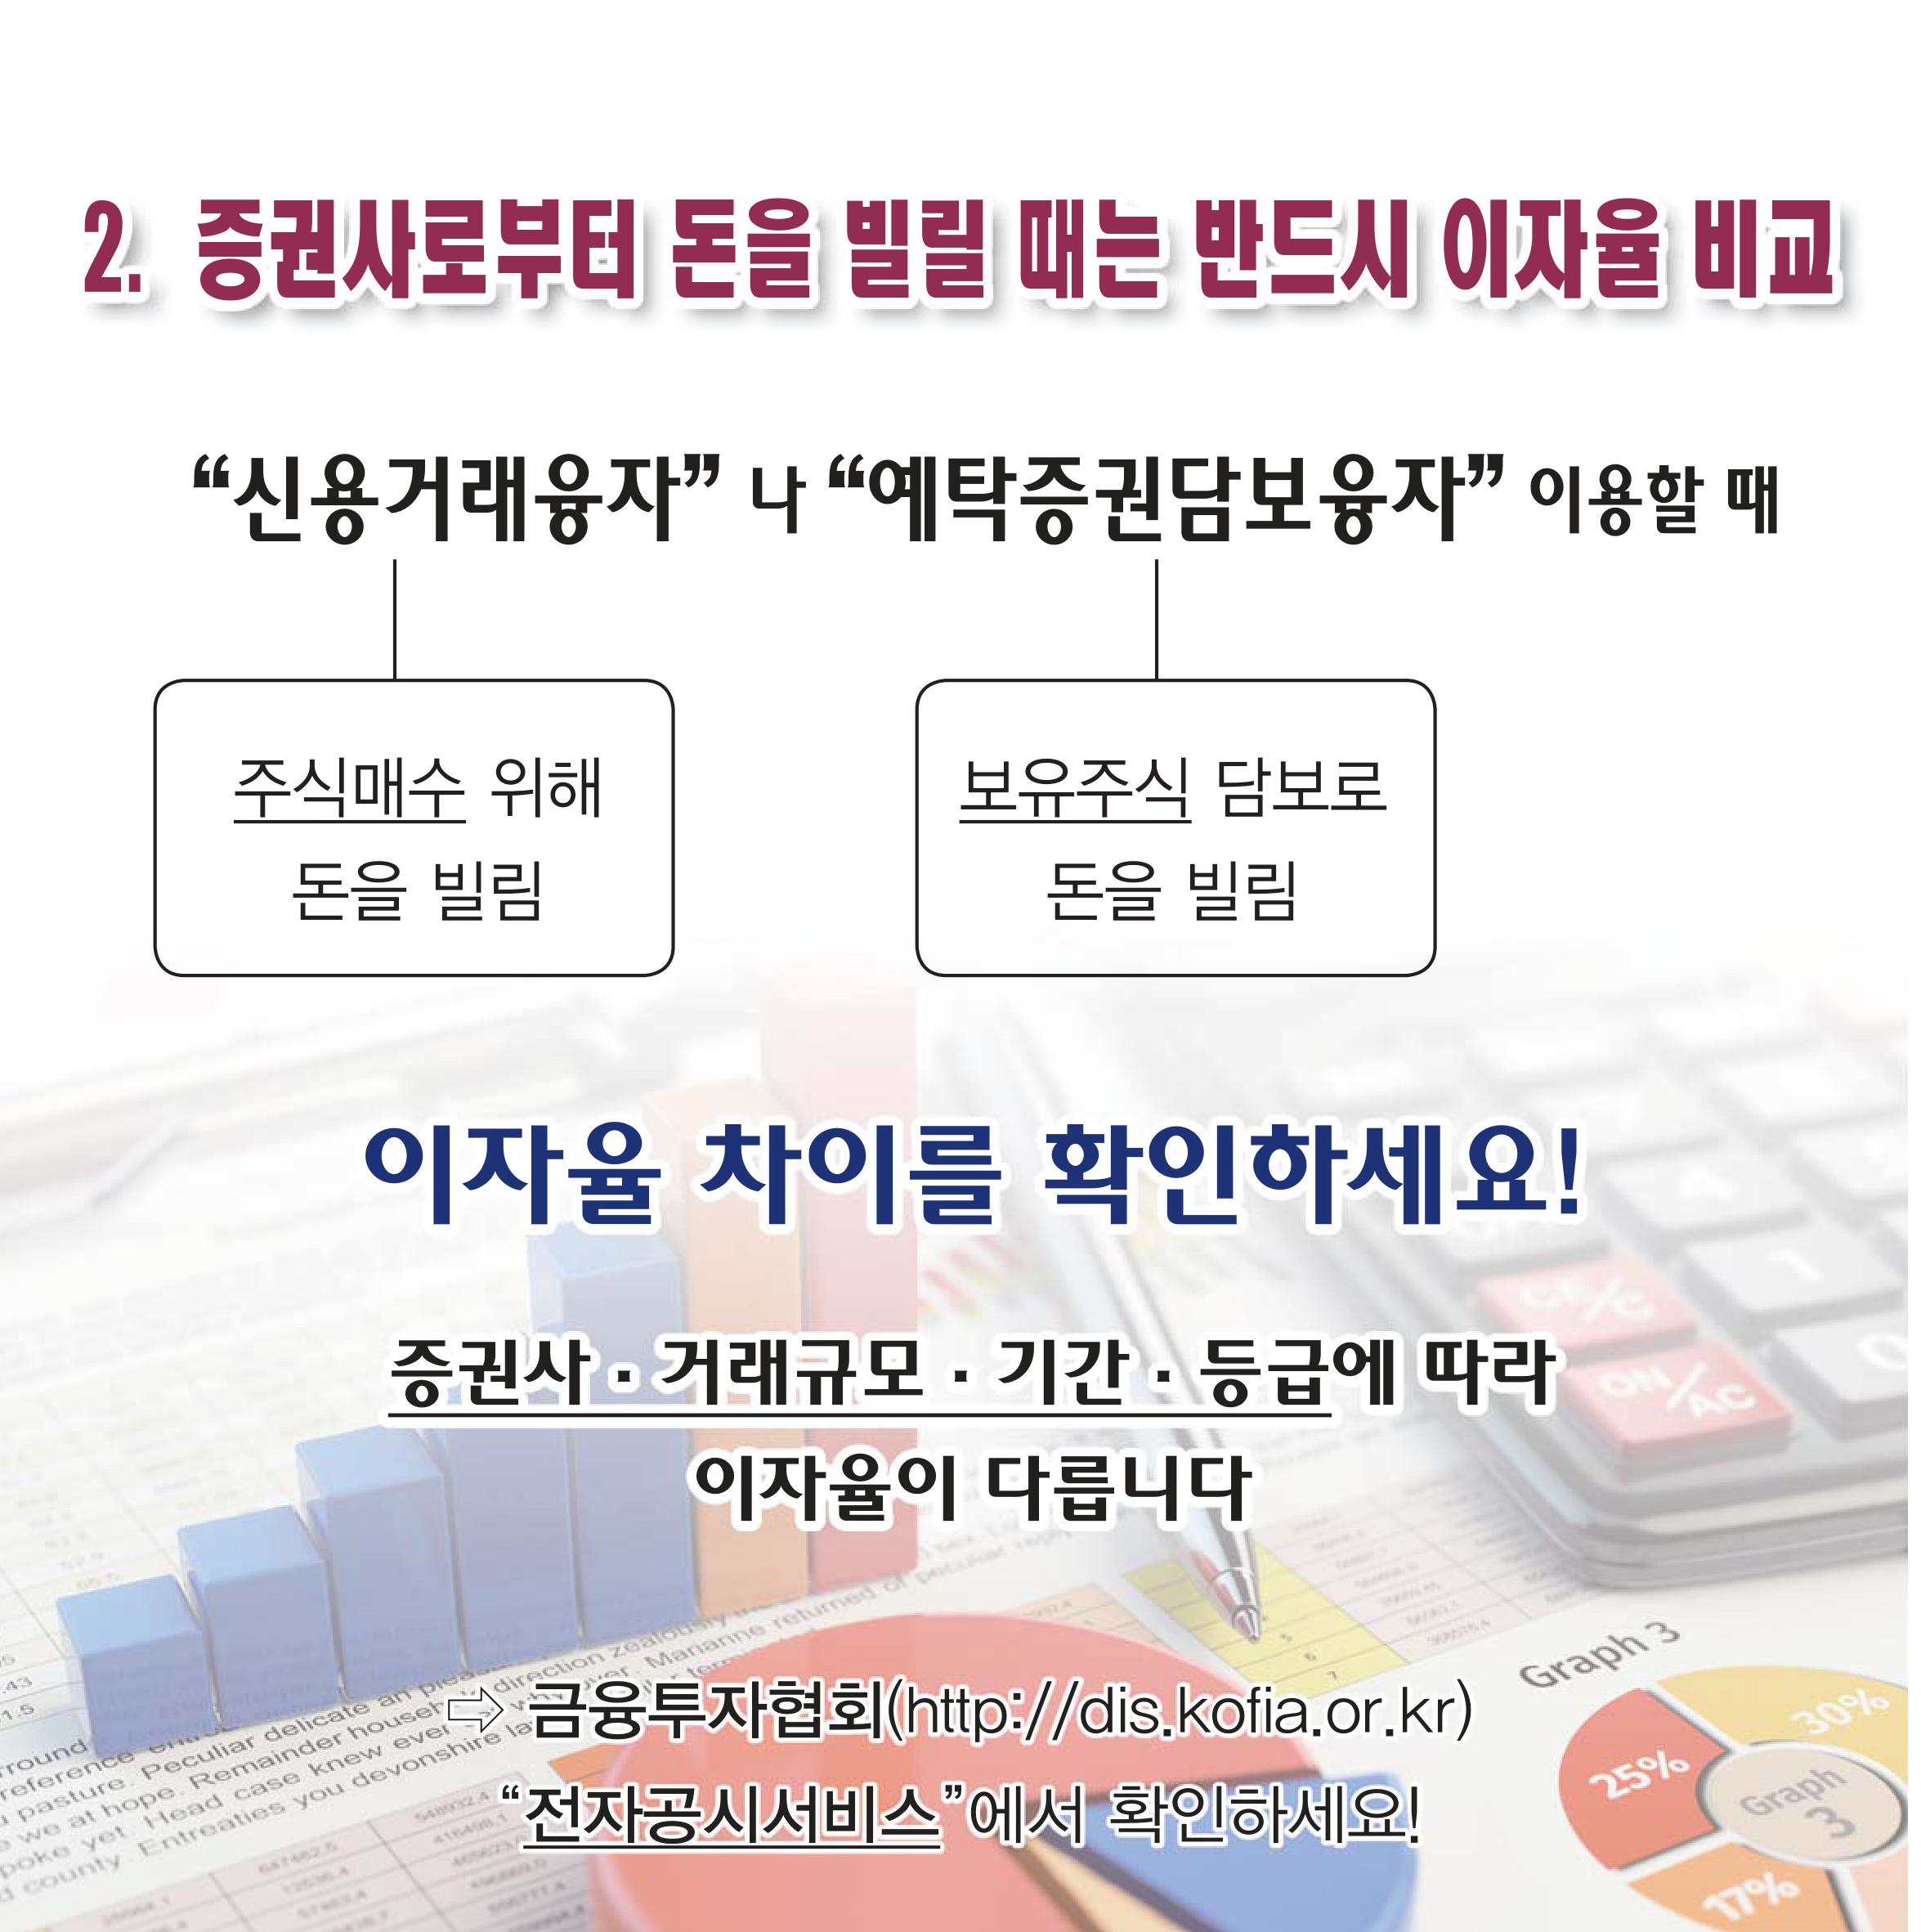 2. 증권사로부터 돈을 빌릴 때는 반드시 이자율 비교
“신용거래융자” 나 “예탁증권담보융자” 이용할 때
주식매수 위해
돈을 빌림
보유주식 담보로
돈을 빌림
이자율 차이를 확인하세요!
증권사 · 거래규모 · 기간 · 등급에 따라
이자율이 다릅니다
⇨ 금융투자협회(http://dis.kofia.or.kr)
“전자공시서비스”에서 확인하세요!
CE/C
ON/AC
1
0
4
Graph 3
30%
25%
Graph
3
17%